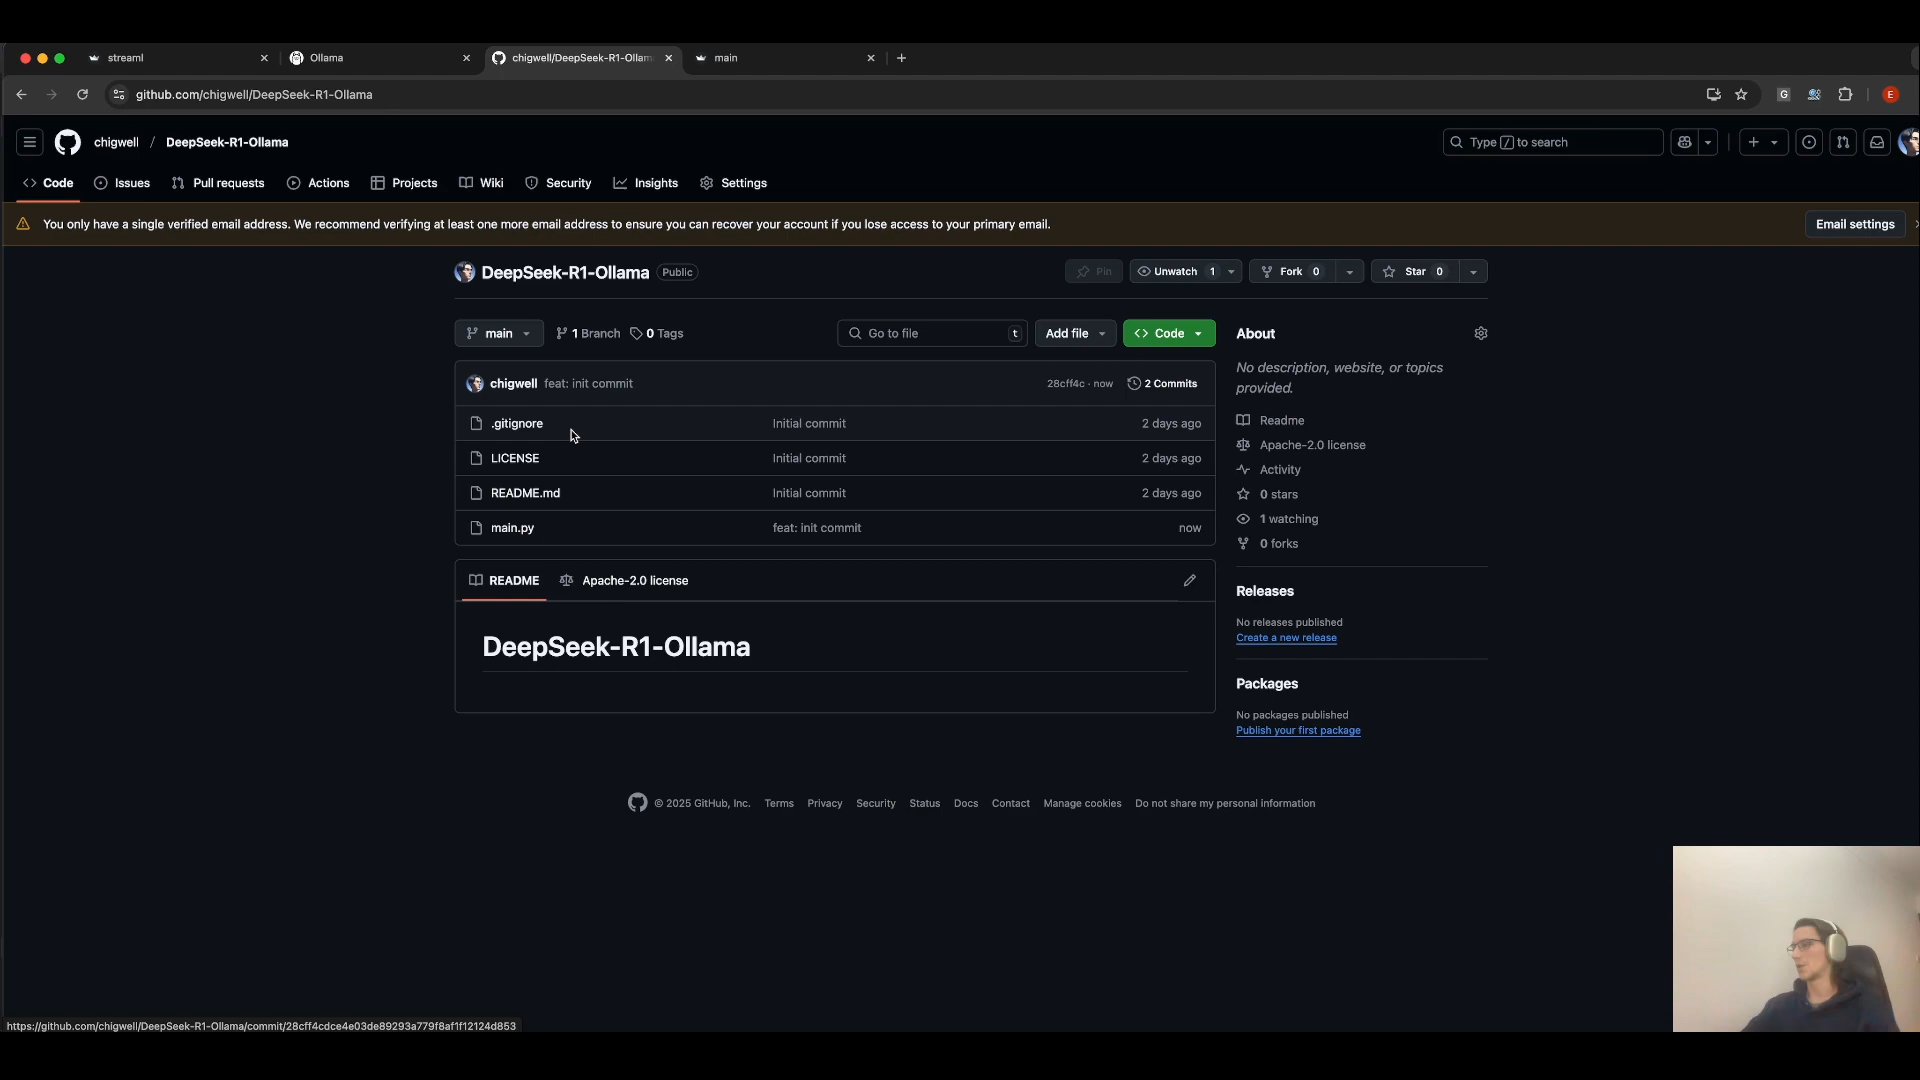 streaml
Ollama
chigwell/DeepSeek-R1-Ollam
main
github.com/chigwell/DeepSeek-R1-Ollama
G
E
chigwell / DeepSeek-R1-Ollama
Type / to search
Code
Issues
Pull requests
Actions
Projects
Wiki
Security
Insights
Settings
You only have a single verified email address. We recommend verifying at least one more email address to ensure you can recover your account if you lose access to your primary email.
Email settings
DeepSeek-R1-Ollama Public
Pin
Unwatch 1
Fork 0
Star 0
main
1 Branch
0 Tags
Go to file t
Add file
Code
chigwell feat: init commit 28cff4c · now 2 Commits
.gitignore Initial commit 2 days ago
LICENSE Initial commit 2 days ago
README.md Initial commit 2 days ago
main.py feat: init commit now
README Apache-2.0 license
DeepSeek-R1-Ollama
About
No description, website, or topics
provided.
Readme
Apache-2.0 license
Activity
0 stars
1 watching
0 forks
Releases
No releases published
Create a new release
Packages
No packages published
Publish your first package
© 2025 GitHub, Inc. Terms Privacy Security Status Docs Contact Manage cookies Do not share my personal information
https://github.com/chigwell/DeepSeek-R1-Ollama/commit/28cff4cdce4e03de89293a779f8af1f12124d853